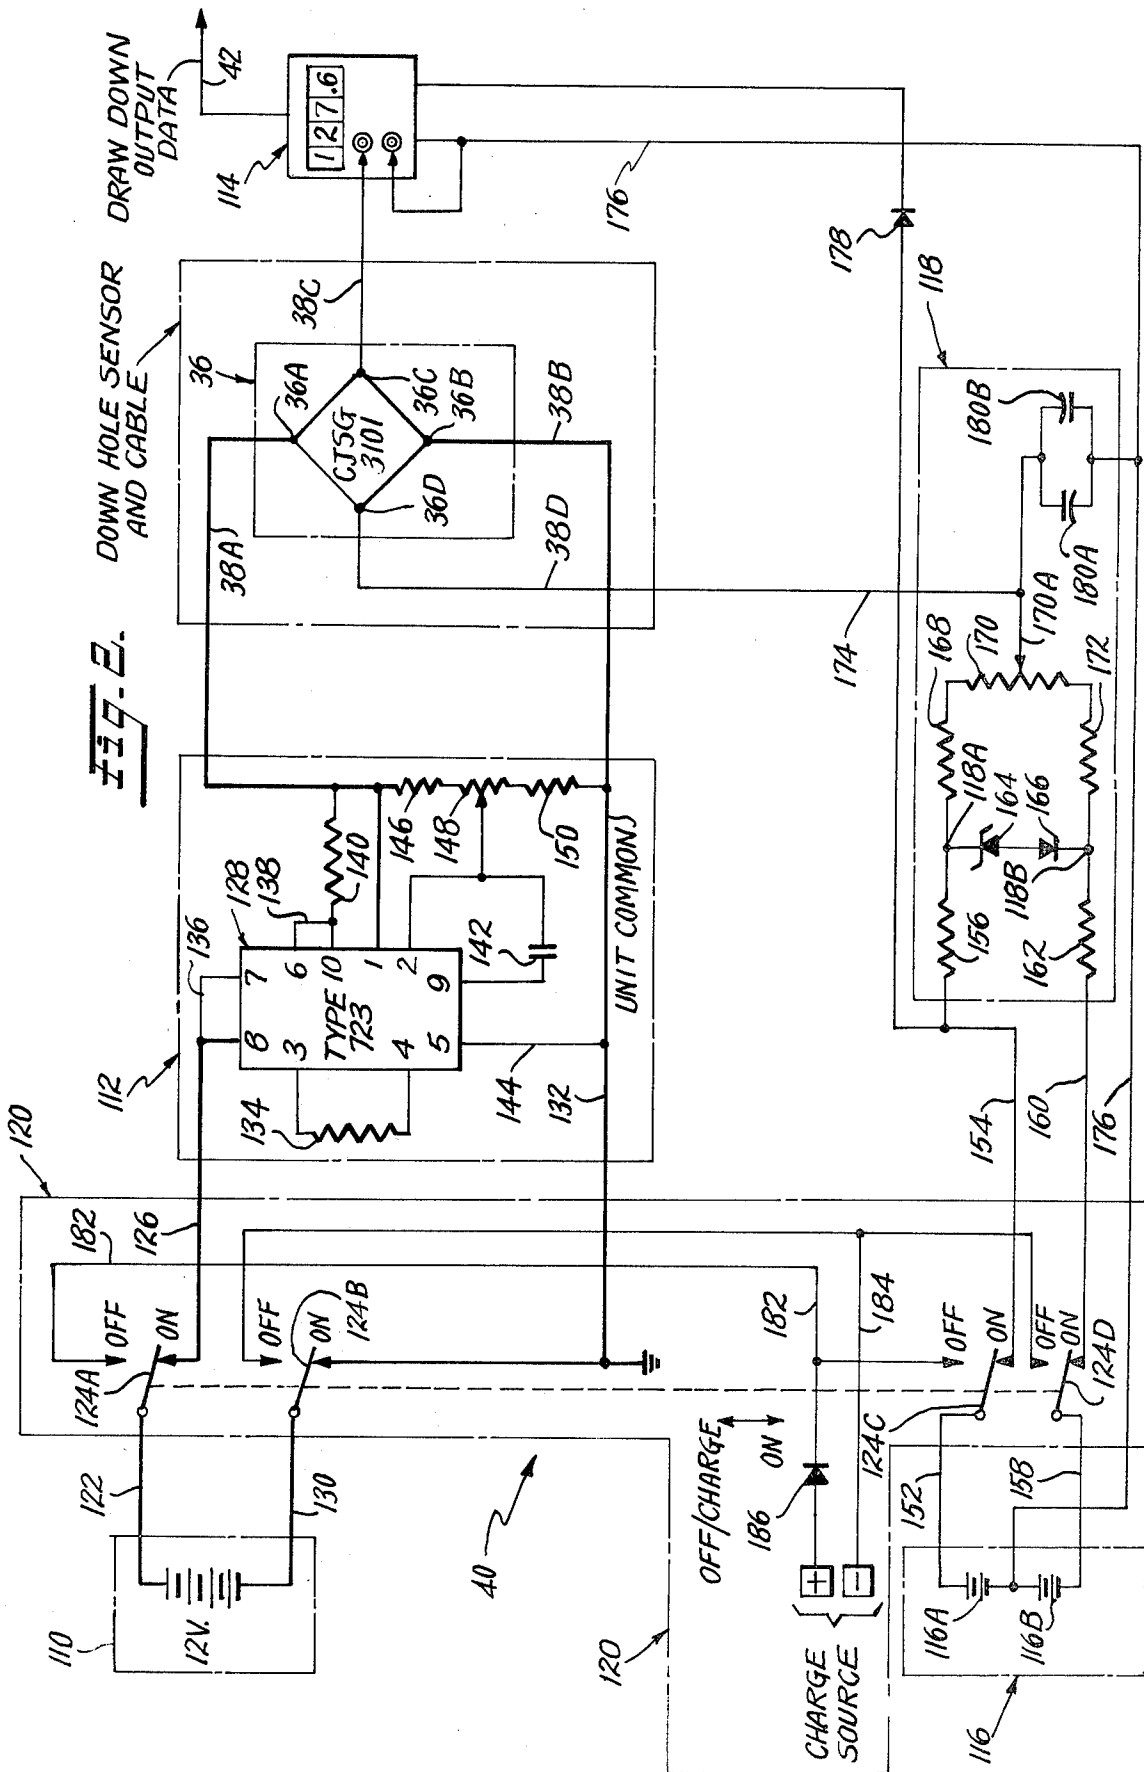 Fig. 2.
DOWN HOLE SENSOR
AND CABLE
DRAW DOWN
OUTPUT
DATA
42
114
1 2 7 .6
110
12V.
122
130
120
124A
OFF
ON
182
126
OFF
ON
124B
40
112
136
128
138
8
7
3
6
TYPE
723
10
4
1
5
2
9
134
140
142
144
132
146
148
150
UNIT COMMON
38A
36
36A
CJSG
3101
36C
36B
36D
38B
38C
38D
176
178
174
118
OFF/CHARGE
ON
186
182
184
+
-
CHARGE
SOURCE
120
124C
OFF
ON
OFF
ON
124D
152
158
116A
116B
116
154
160
176
156
162
118A
164
166
118B
168
170
170A
172
180A
180B